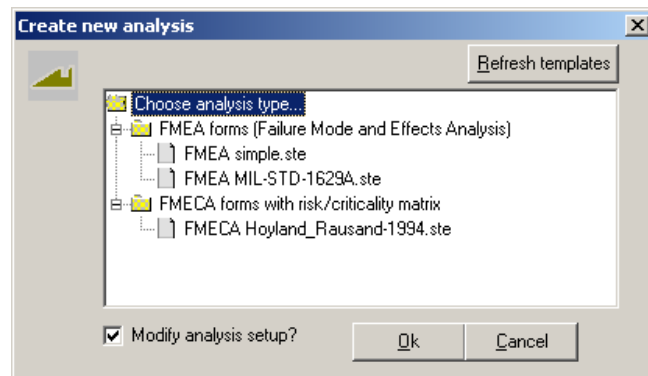 Create new analysis
Refresh templates
Choose analysis type...
FMEA forms (Failure Mode and Effects Analysis)
FMEA simple.ste
FMEA MIL-STD-1629A.ste
FMECA forms with risk/criticality matrix
FMECA Hoyland_Rausand-1994.ste
Modify analysis setup?
Ok
Cancel